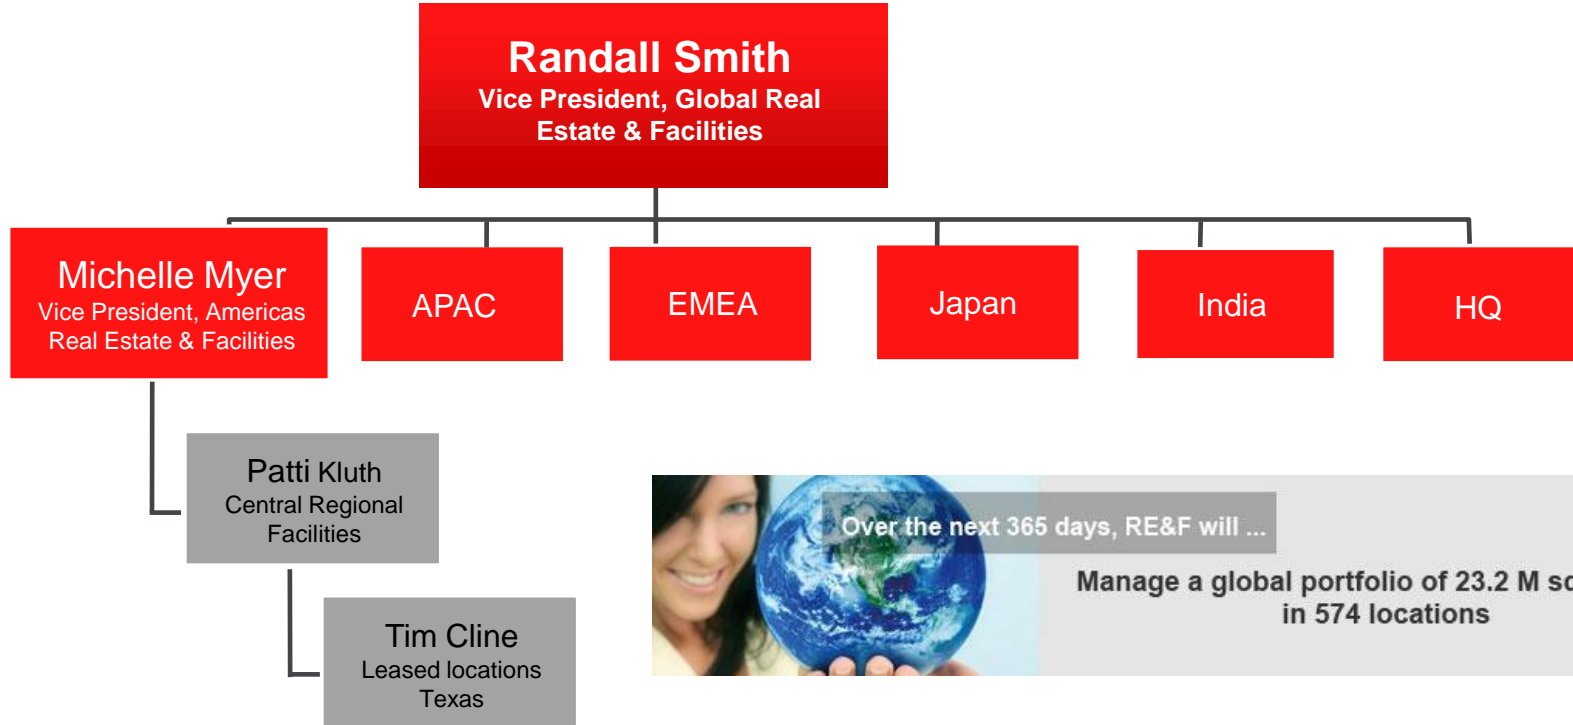 Randall Smith
Vice President, Global Real
Estate & Facilities
Michelle Myer
Vice President, Americas
Real Estate & Facilities
APAC
EMEA
Japan
India
HQ
Patti Kluth
Central Regional
Facilities
Tim Cline
Leased locations
Texas
Over the next 365 days, RE&F will ...
Manage a global portfolio of 23.2 M
in 574 locations